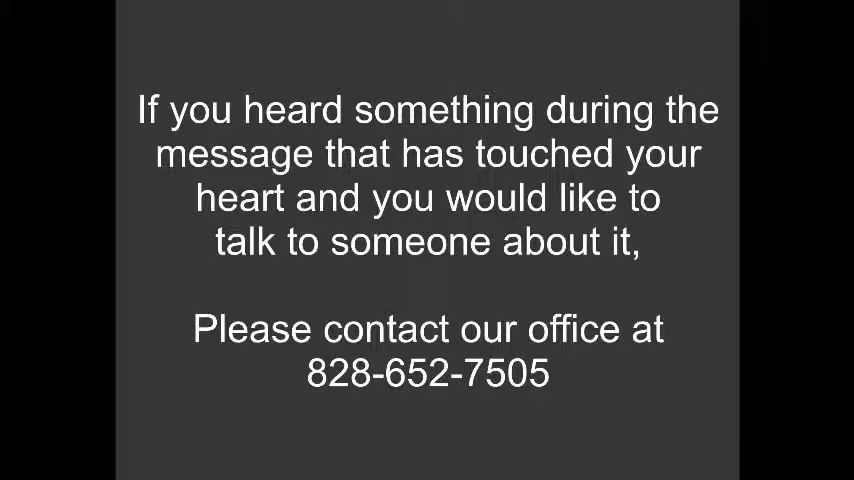 If you heard something during the
message that has touched your
heart and you would like to
talk to someone about it,
Please contact our office at
828-652-7505